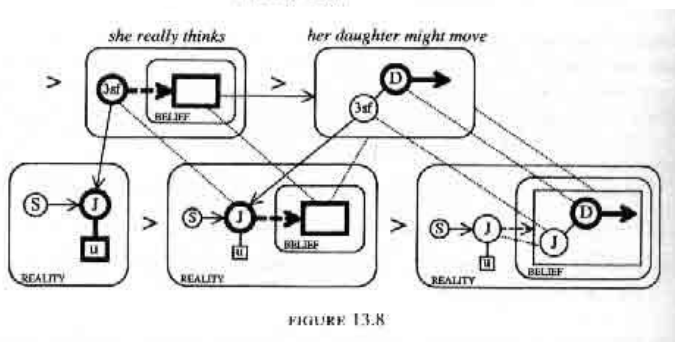 she really thinks
her daughter might move
> 3sf > D
3sf
BELIEF
S J > S J > S J D
J
u u BELIEF u BELIEF
REALITY REALITY REALITY
FIGURE 13.8